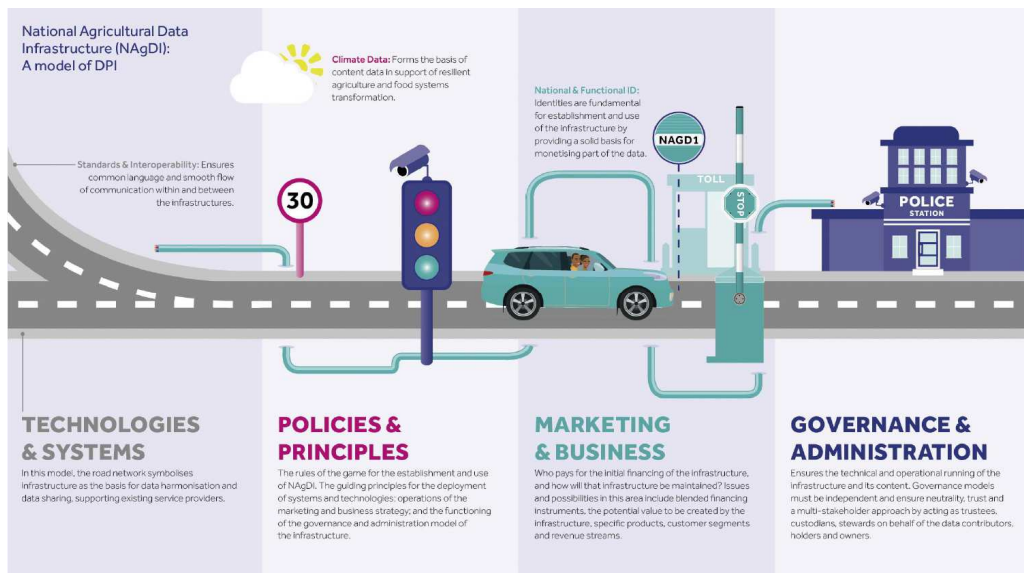 National Agricultural Data
Infrastructure (NAgDI):
A model of DPI
Climate Data: Forms the basis of
content data in support of resilient
agriculture and food systems
transformation.
National & Functional ID:
Identities are fundamental
for establishment and use
of the infrastructure by
providing a solid basis for
monetising part of the data.
Standards & Interoperability: Ensures
common language and smooth flow
of communication within and between
the infrastructures.
30
NAGD1
TOLL
STOP
POLICE
STATION
TECHNOLOGIES
& SYSTEMS
In this model, the road network symbolises
infrastructure as the basis for data harmonisation and
data sharing, supporting existing service providers.
POLICIES &
PRINCIPLES
The rules of the game for the establishment and use
of NAgDI. The guiding principles for the deployment
of systems and technologies; operations of the
marketing and business strategy; and the functioning
of the governance and administration model of
the infrastructure.
MARKETING
& BUSINESS
Who pays for the initial financing of the infrastructure,
and how will that infrastructure be maintained? Issues
and possibilities in this area include blended financing
instruments, the potential value to be created by the
infrastructure, specific products, customer segments
and revenue streams.
GOVERNANCE &
ADMINISTRATION
Ensures the technical and operational running of the
infrastructure and its content. Governance models
must be independent and ensure neutrality, trust and
a multi-stakeholder approach by acting as trustees,
custodians, stewards on behalf of the data contributors,
holders and owners.